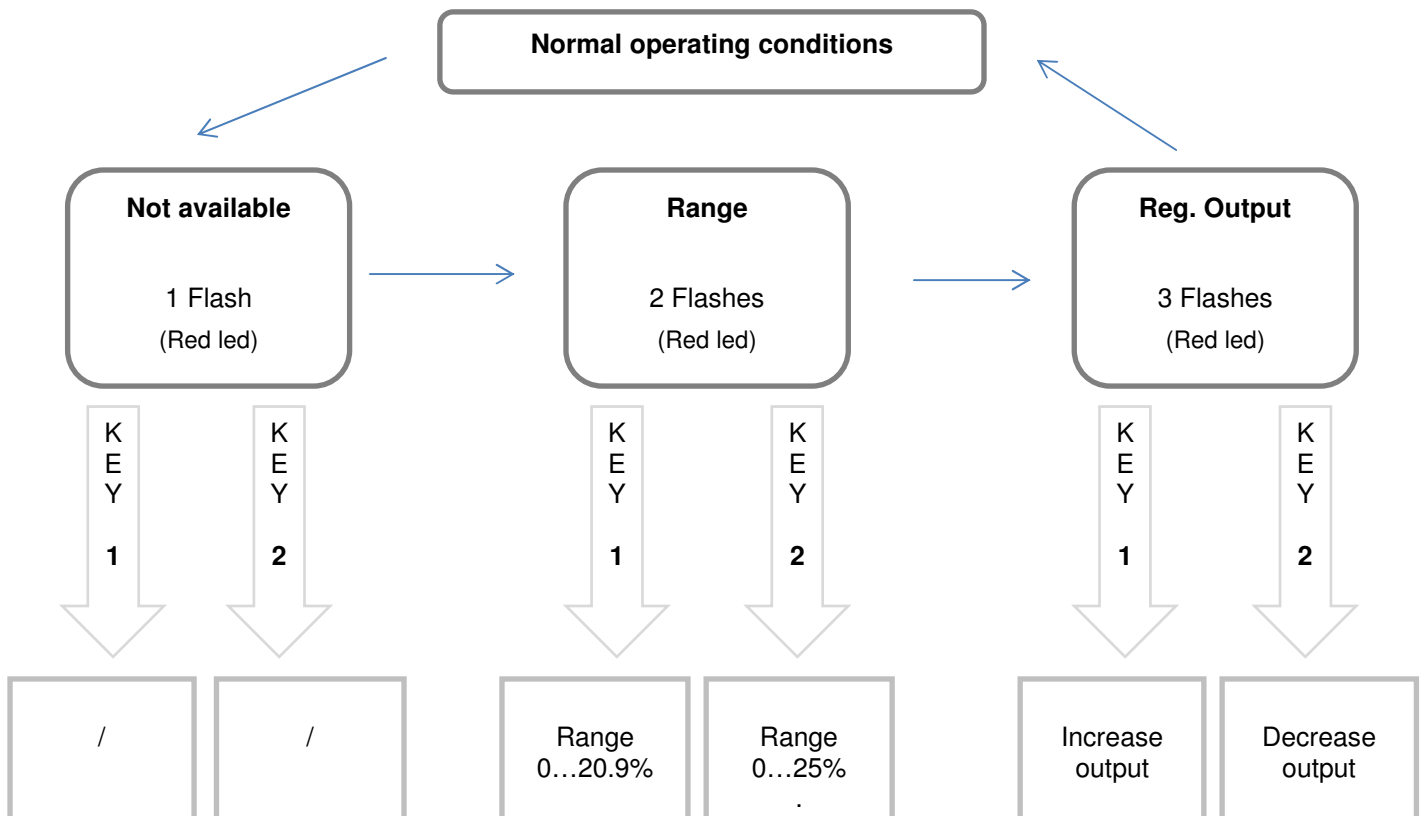 Normal operating conditions
Not available
1 Flash
(Red led)
Range
2 Flashes
(Red led)
Reg. Output
3 Flashes
(Red led)
K
E
Y
1
K
E
Y
2
K
E
Y
1
K
E
Y
2
K
E
Y
1
K
E
Y
2
/
/
Range
0…20.9%
Range
0…25%
.
Increase
output
Decrease
output